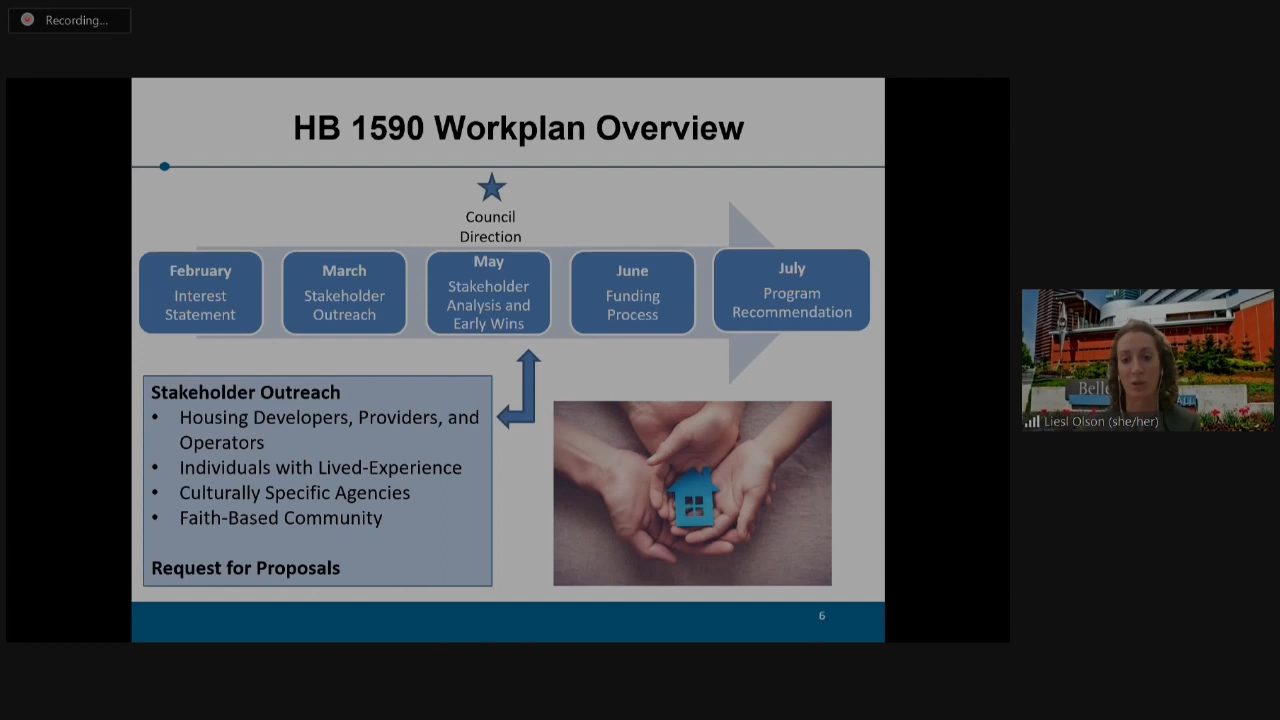 Recording...
HB 1590 Workplan Overview
Council
Direction
February
Interest
Statement
March
Stakeholder
Outreach
May
Stakeholder
Analysis and
Early Wins
June
Funding
Process
July
Program
Recommendation
Stakeholder Outreach
• Housing Developers, Providers, and
Operators
• Individuals with Lived-Experience
• Culturally Specific Agencies
• Faith-Based Community
Request for Proposals
6
Belle
Liesl Olson (she/her)